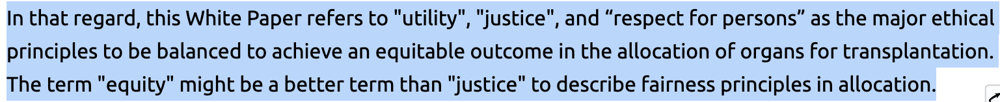 In that regard, this White Paper refers to "utility", "justice", and “respect for persons” as the major ethical
principles to be balanced to achieve an equitable outcome in the allocation of organs for transplantation.
The term "equity" might be a better term than "justice" to describe fairness principles in allocation.